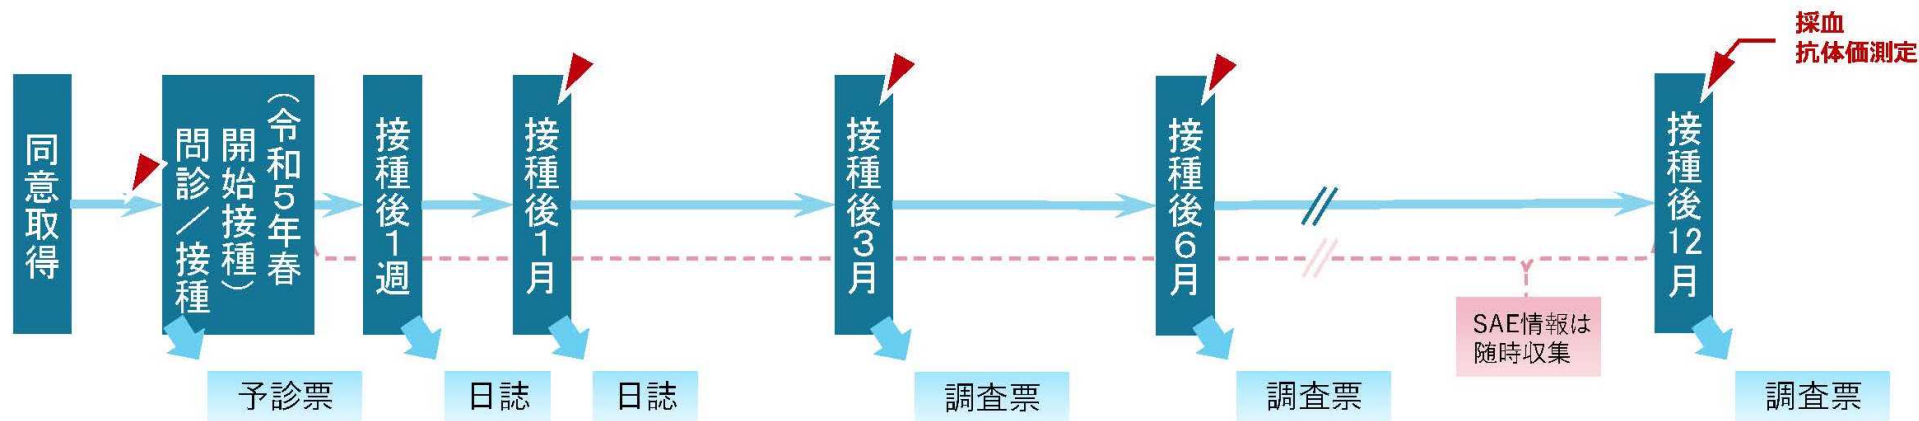 採血
抗体価測定
同意取得
問診／接種
（令和5年春
開始接種）
接種後1週
接種後1月
接種後3月
接種後6月
接種後12月
SAE情報は
随時収集
予診票
日誌
日誌
調査票
調査票
調査票